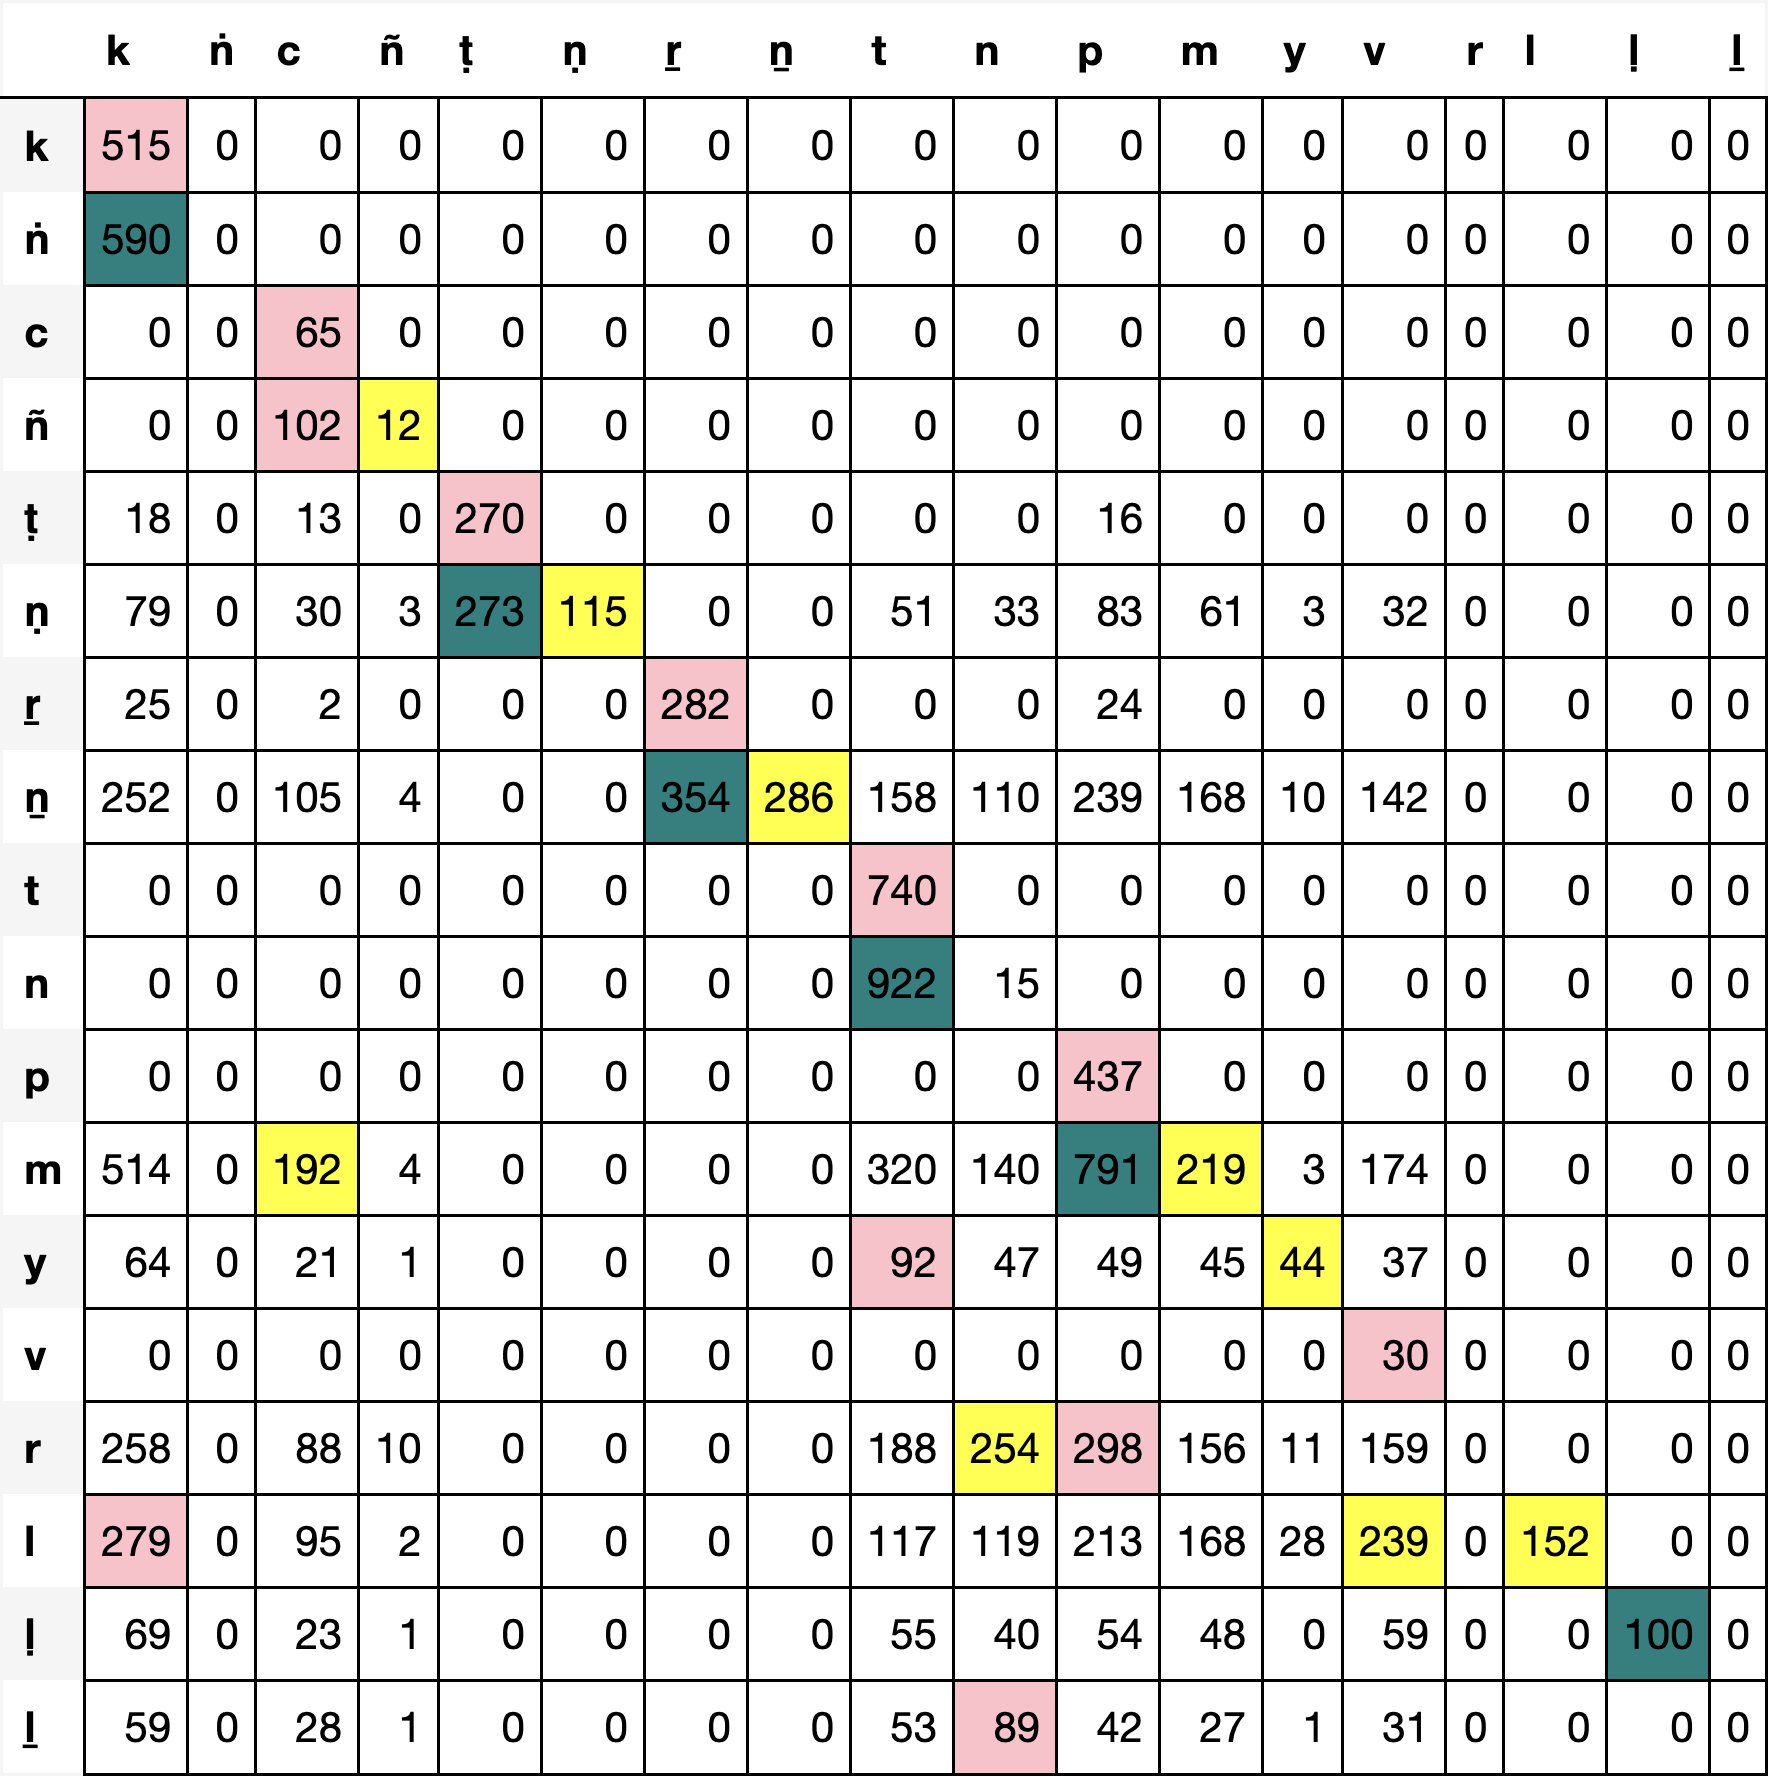 k ṅ c ñ ṭ ṇ ṟ ṉ t n p m y v r l ḷ ḻ
k 515 0 0 0 0 0 0 0 0 0 0 0 0 0 0 0 0 0
ṅ 590 0 0 0 0 0 0 0 0 0 0 0 0 0 0 0 0 0
c 0 0 65 0 0 0 0 0 0 0 0 0 0 0 0 0 0 0
ñ 0 0 102 12 0 0 0 0 0 0 0 0 0 0 0 0 0 0
ṭ 18 0 13 0 270 0 0 0 0 0 16 0 0 0 0 0 0 0
ṇ 79 0 30 3 273 115 0 0 51 33 83 61 3 32 0 0 0 0
ṟ 25 0 2 0 0 0 282 0 0 0 24 0 0 0 0 0 0 0
ṉ 252 0 105 4 0 0 354 286 158 110 239 168 10 142 0 0 0 0
t 0 0 0 0 0 0 0 0 740 0 0 0 0 0 0 0 0 0
n 0 0 0 0 0 0 0 0 922 15 0 0 0 0 0 0 0 0
p 0 0 0 0 0 0 0 0 0 0 437 0 0 0 0 0 0 0
m 514 0 192 4 0 0 0 0 320 140 791 219 3 174 0 0 0 0
y 64 0 21 1 0 0 0 0 92 47 49 45 44 37 0 0 0 0
v 0 0 0 0 0 0 0 0 0 0 0 0 0 30 0 0 0 0
r 258 0 88 10 0 0 0 0 188 254 298 156 11 159 0 0 0 0
l 279 0 95 2 0 0 0 0 117 119 213 168 28 239 0 152 0 0
ḷ 69 0 23 1 0 0 0 0 55 40 54 48 0 59 0 0 100 0
ḻ 59 0 28 1 0 0 0 0 53 89 42 27 1 31 0 0 0 0